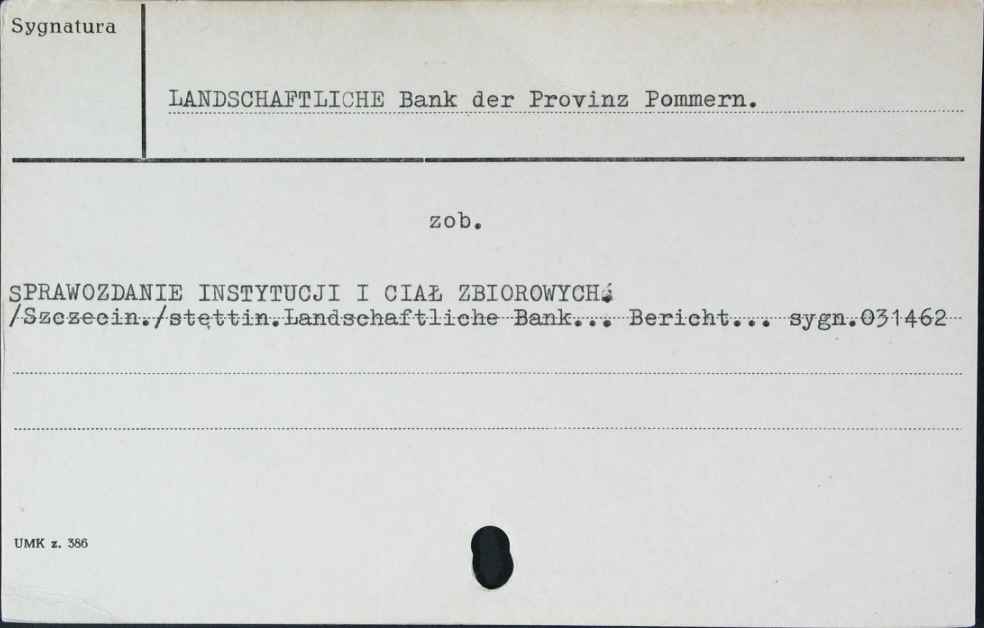 Sygnatura
LANDSCHAFTLICHE Bank der Provinz Pommern.
zob.
SPRAWOZDANIE INSTYTUCJI I CIAŁ ZBIOROWYCH.
/Szczecin./stettin.Landschaftliche Bank... Bericht... sygn.031462
UMK z. 386